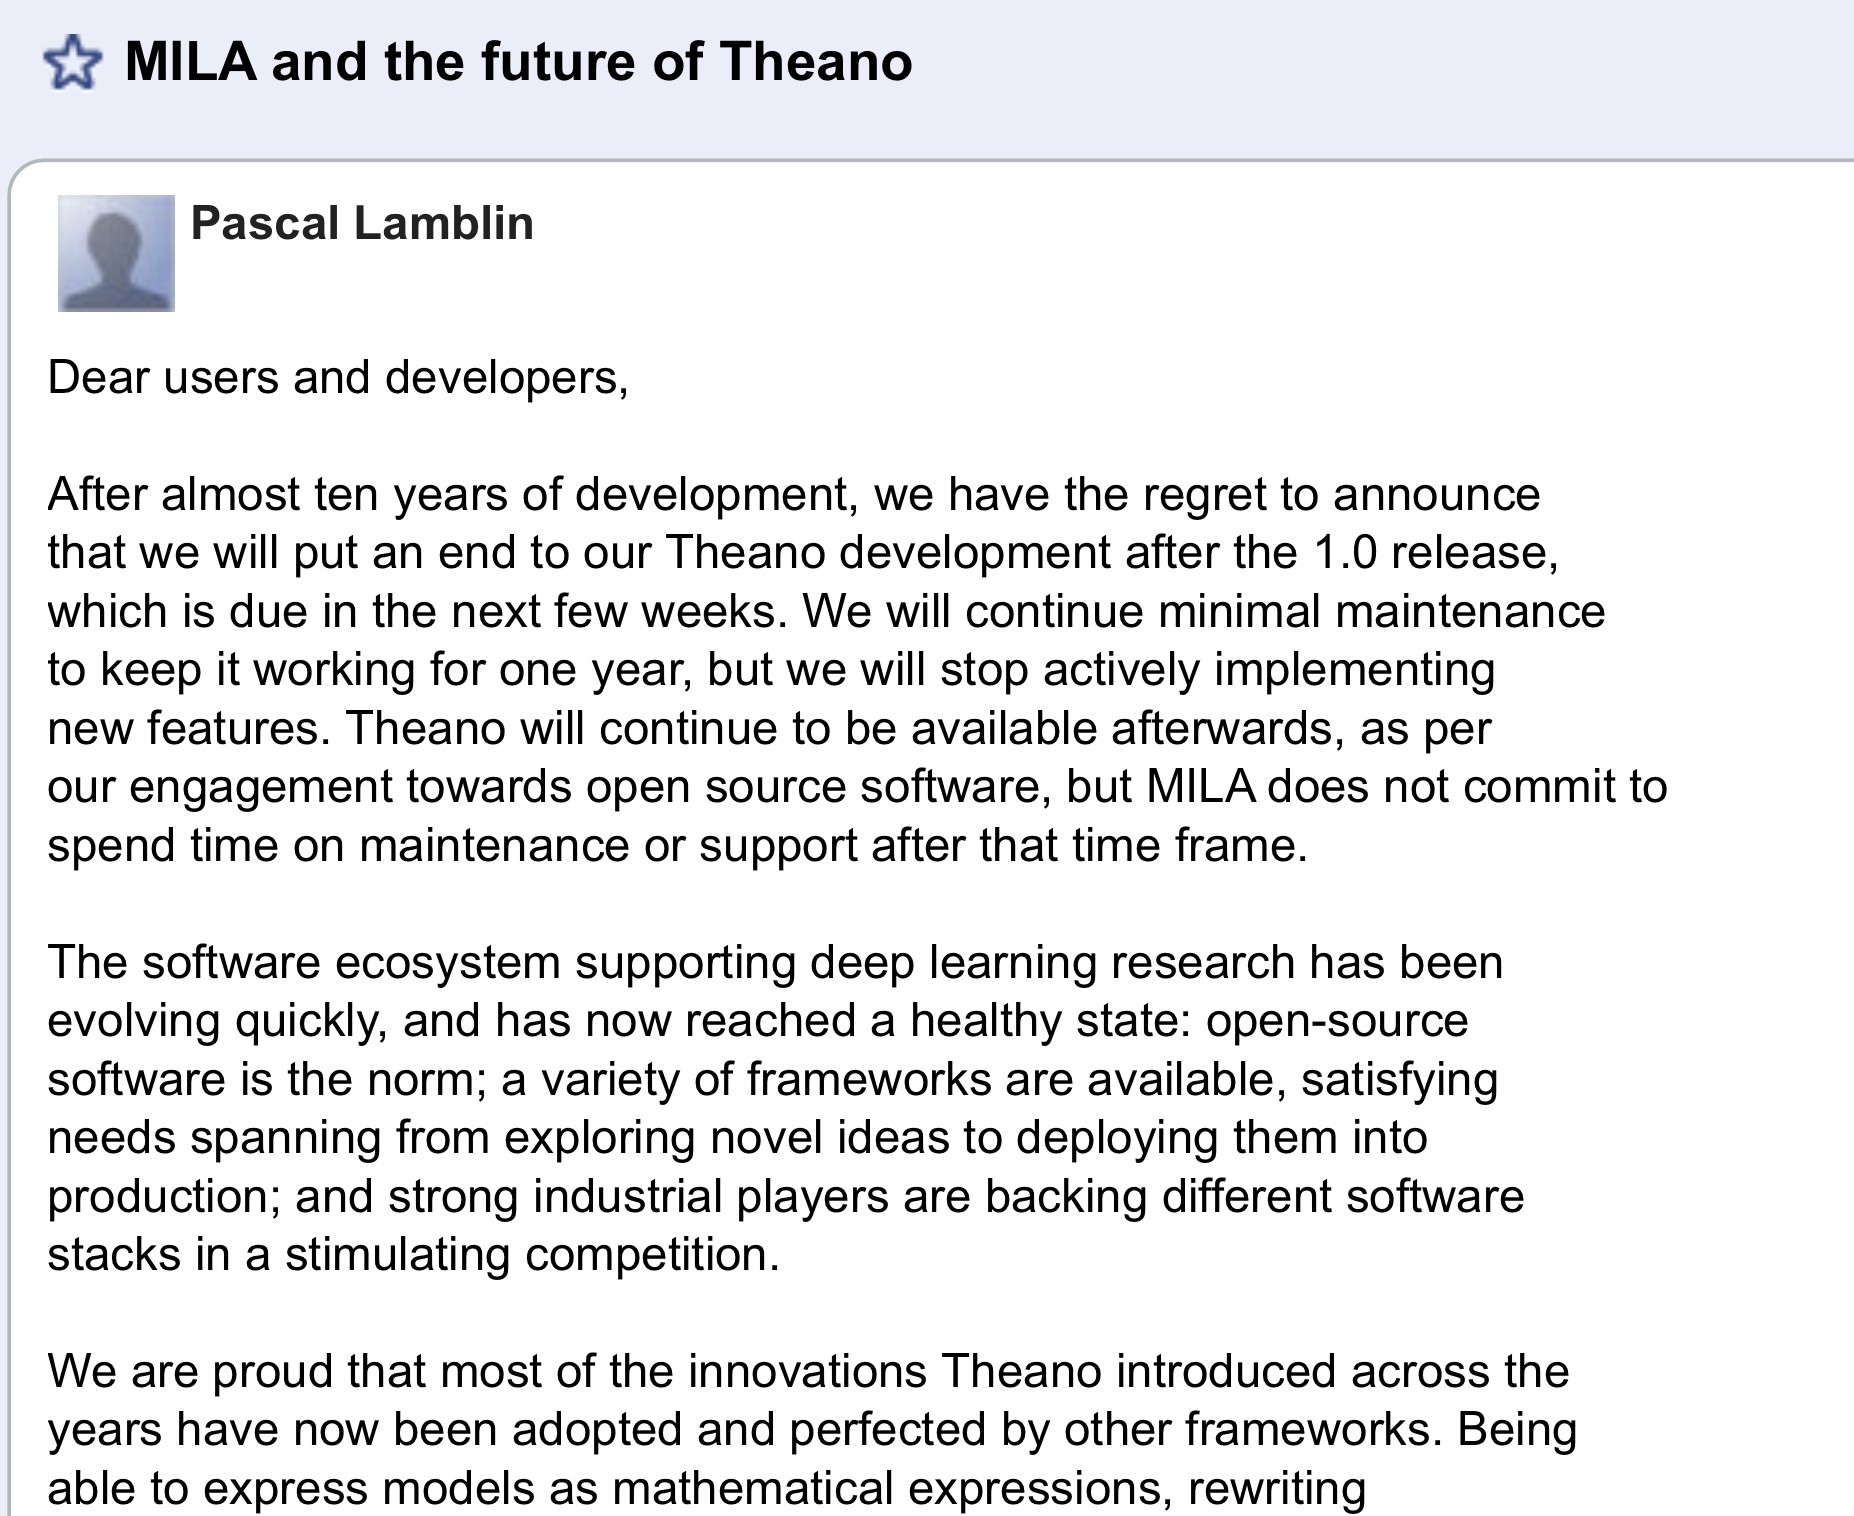 MILA and the future of Theano
Pascal Lamblin
Dear users and developers,
After almost ten years of development, we have the regret to announce
that we will put an end to our Theano development after the 1.0 release,
which is due in the next few weeks. We will continue minimal maintenance
to keep it working for one year, but we will stop actively implementing
new features. Theano will continue to be available afterwards, as per
our engagement towards open source software, but MILA does not commit to
spend time on maintenance or support after that time frame.
The software ecosystem supporting deep learning research has been
evolving quickly, and has now reached a healthy state: open-source
software is the norm; a variety of frameworks are available, satisfying
needs spanning from exploring novel ideas to deploying them into
production; and strong industrial players are backing different software
stacks in a stimulating competition.
We are proud that most of the innovations Theano introduced across the
years have now been adopted and perfected by other frameworks. Being
able to express models as mathematical expressions, rewriting